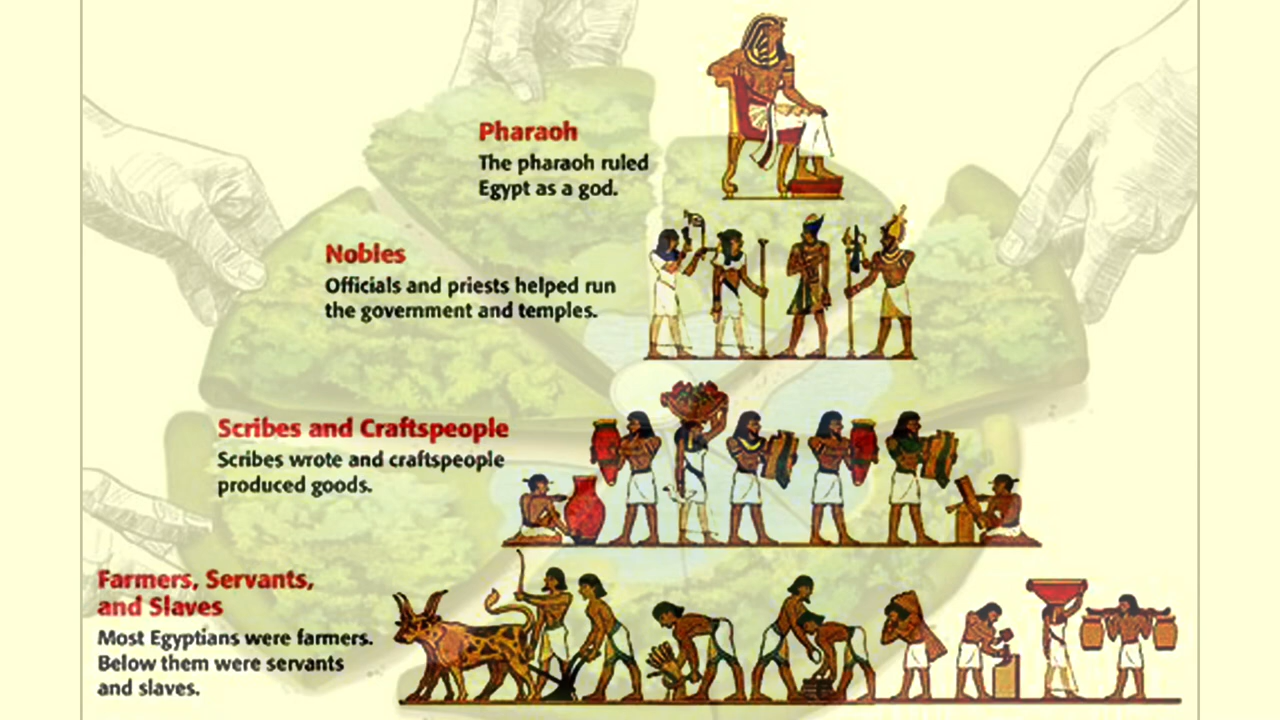 Pharaoh
The pharaoh ruled
Egypt as a god.
Nobles
Officials and priests helped run
the government and temples.
Scribes and Craftspeople
Scribes wrote and craftspeople
produced goods.
Farmers, Servants,
and Slaves
Most Egyptians were farmers.
Below them were servants
and slaves.